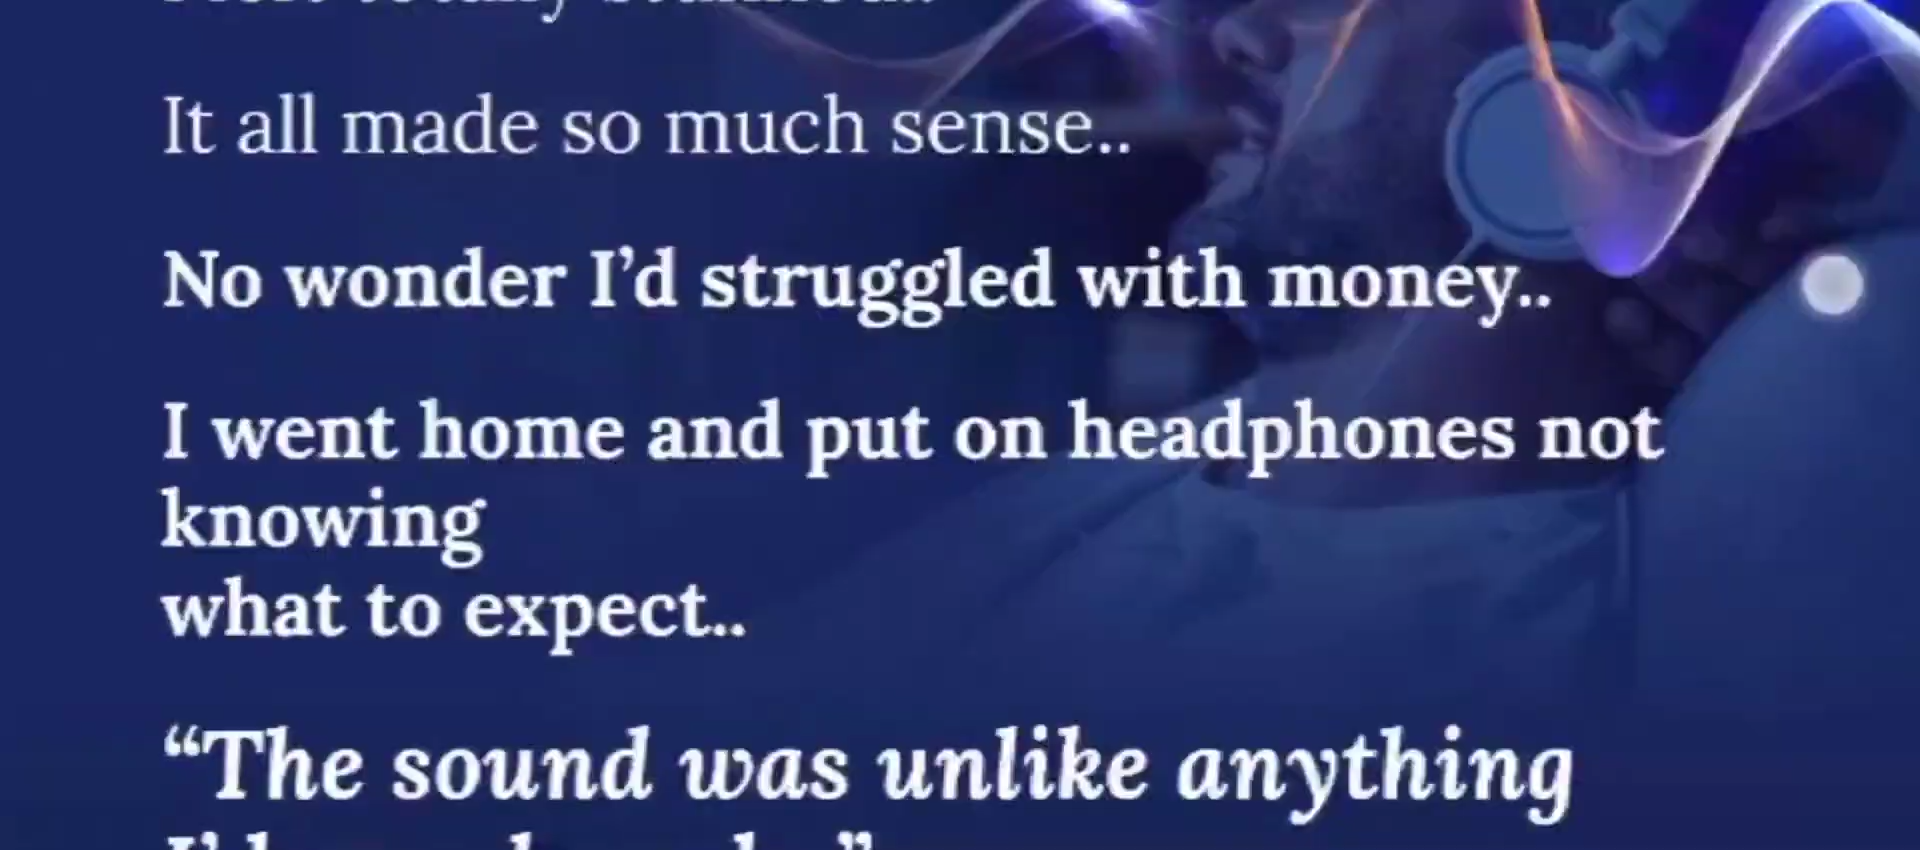 It all made so much sense..
No wonder I’d struggled with money..
I went home and put on headphones not
knowing
what to expect..
“The sound was unlike anything